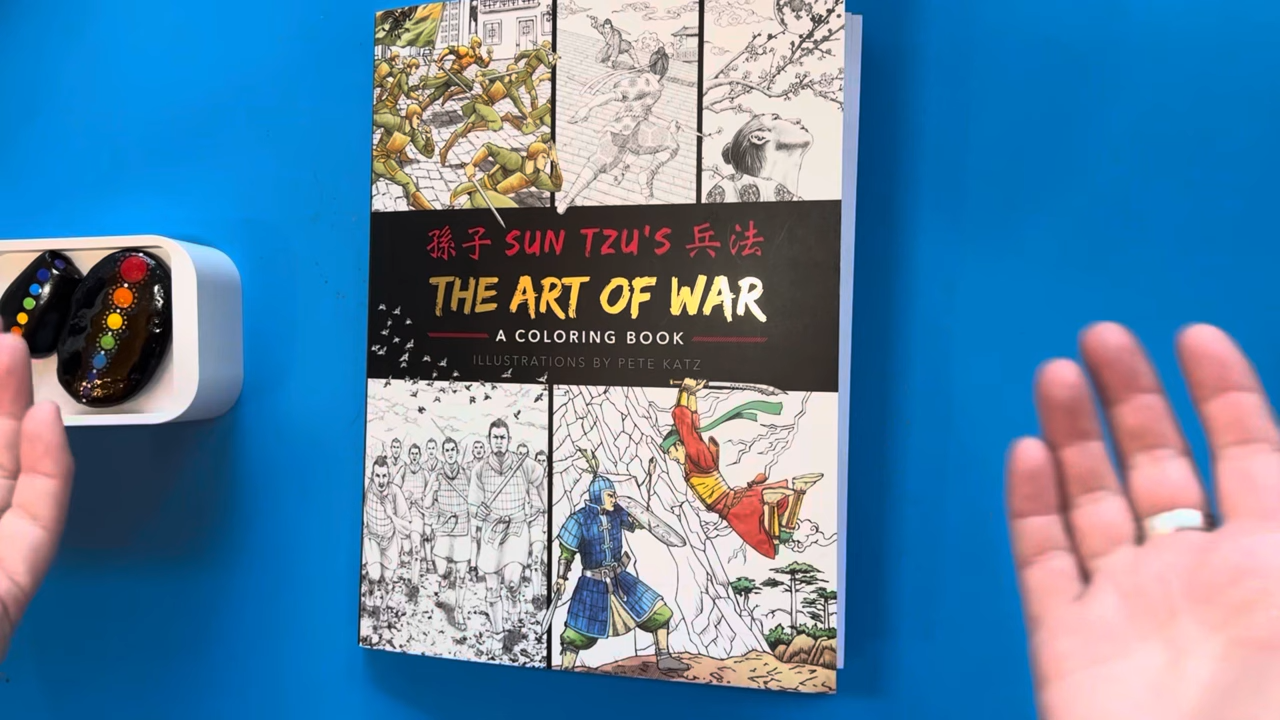 孫子 SUN TZU'S 兵法
THE ART OF WAR
A COLORING BOOK
ILLUSTRATIONS BY PETE KATZ